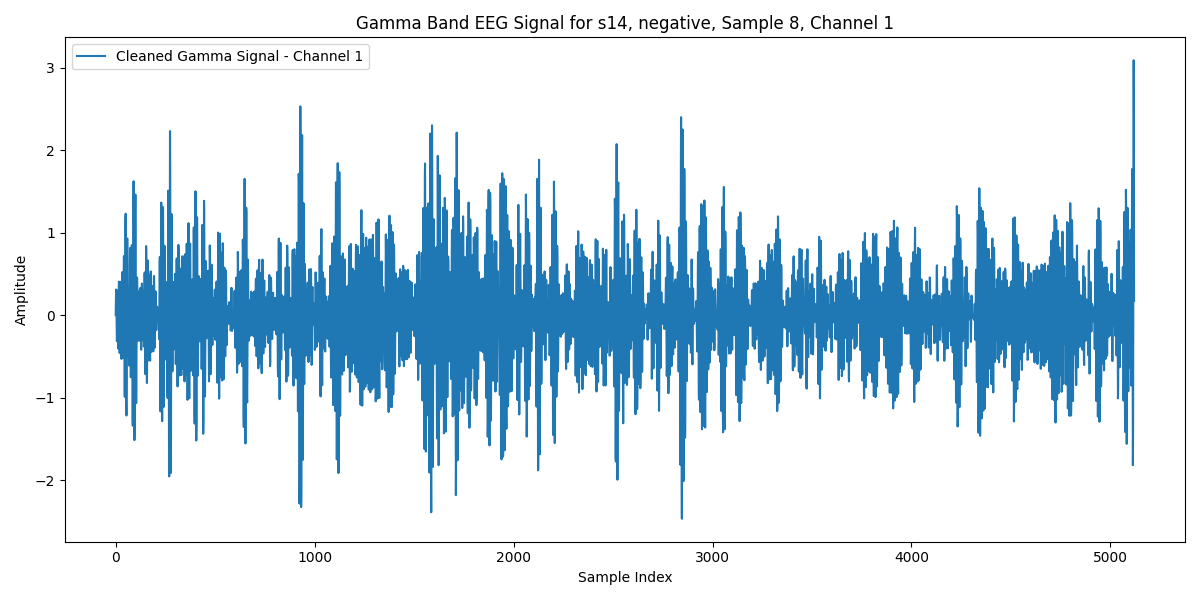 Gamma Band EEG Signal for s14, negative, Sample 8, Channel 1
Cleaned Gamma Signal - Channel 1
3
2
1
0
−1
−2
Amplitude
0 1000 2000 3000 4000 5000
Sample Index